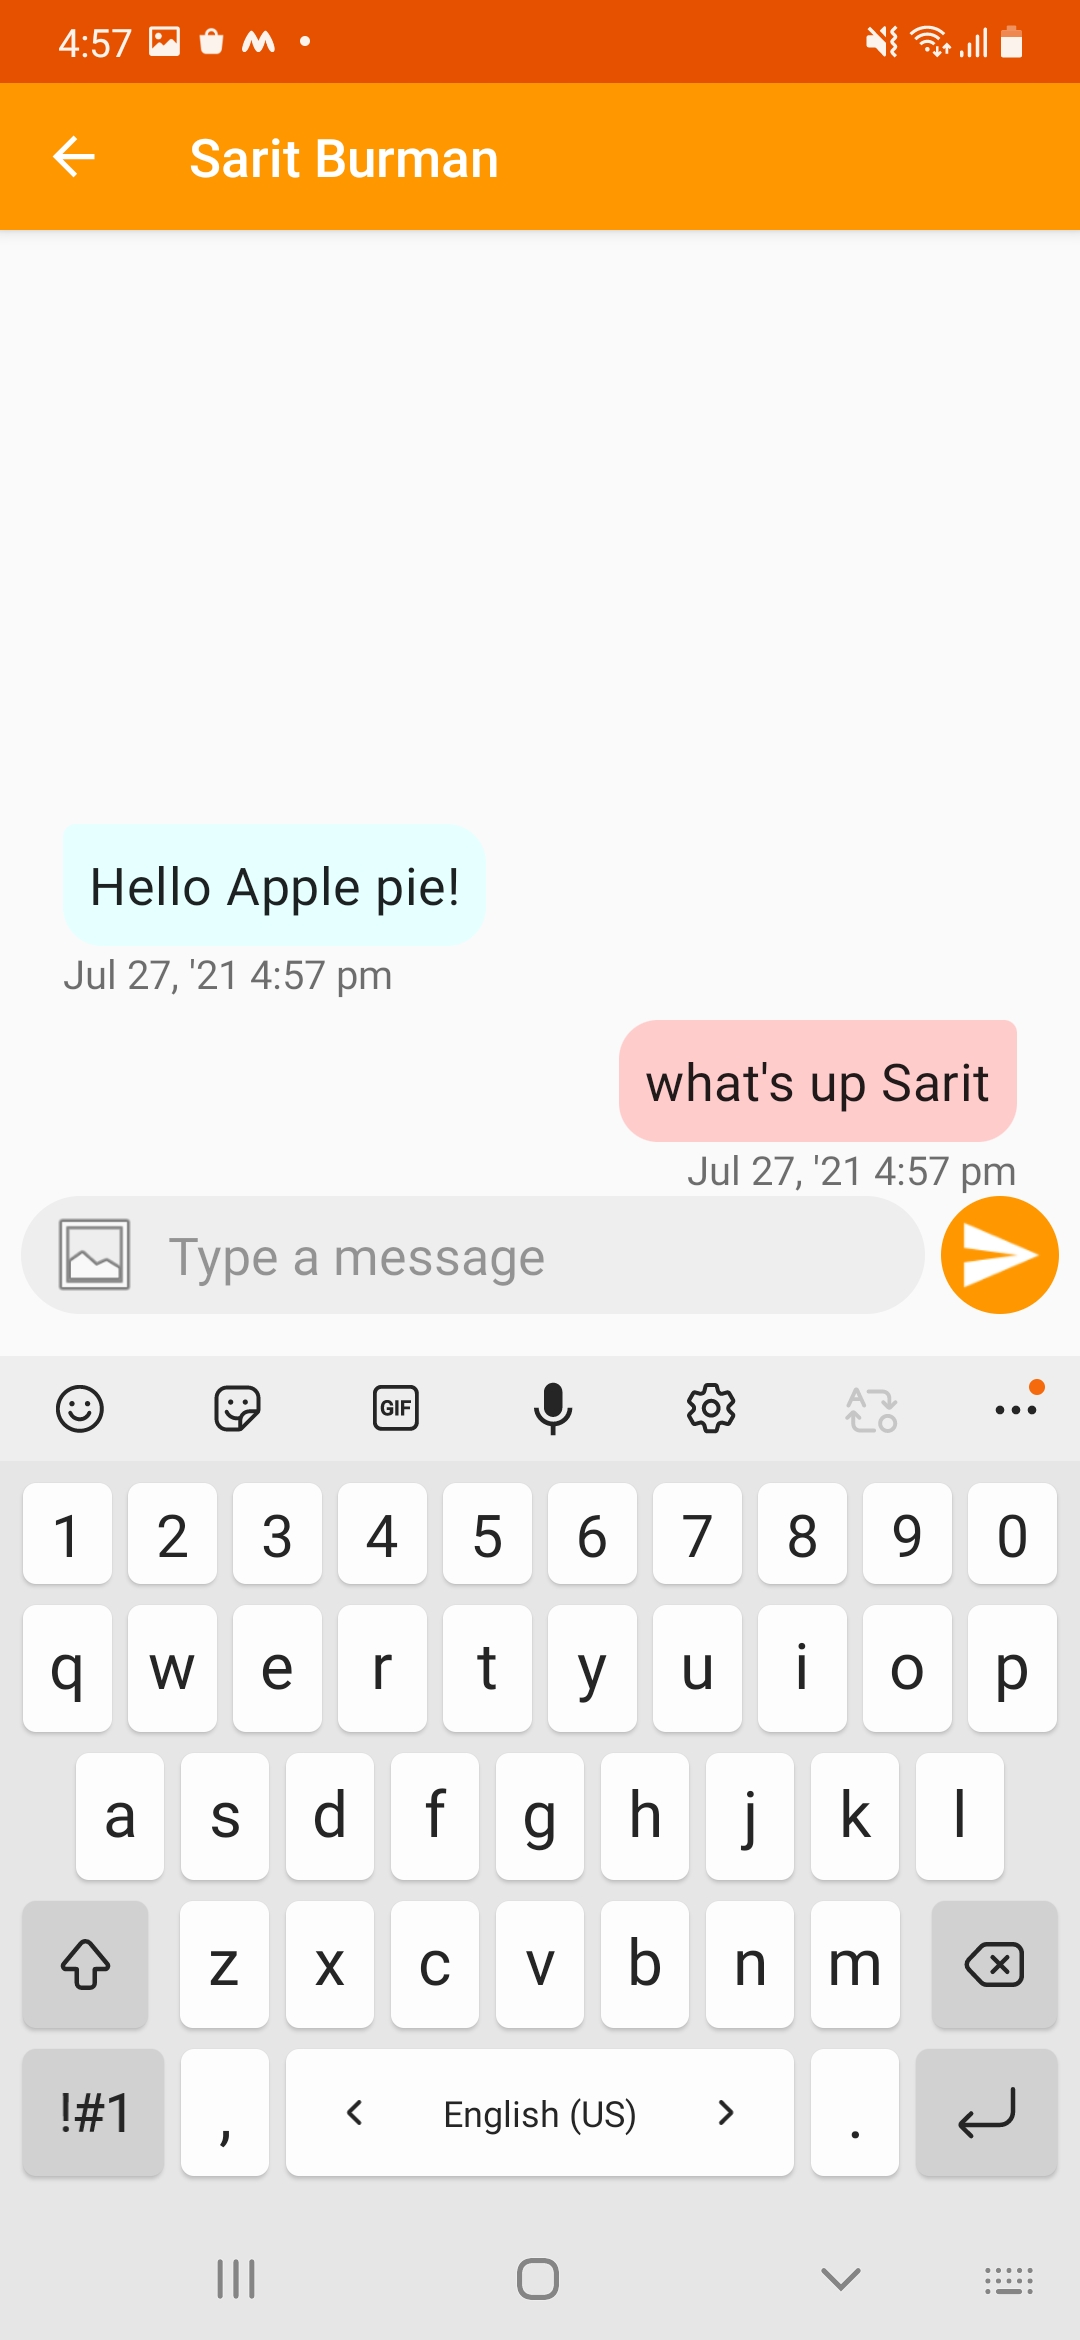 4:57
Sarit Burman
Hello Apple pie!
Jul 27, '21 4:57 pm
what's up Sarit
Jul 27, '21 4:57 pm
Type a message
GIF
A
1 2 3 4 5 6 7 8 9 0
q w e r t y u i o p
a s d f g h j k l
z x c v b n m
!#1 , < English (US) > .